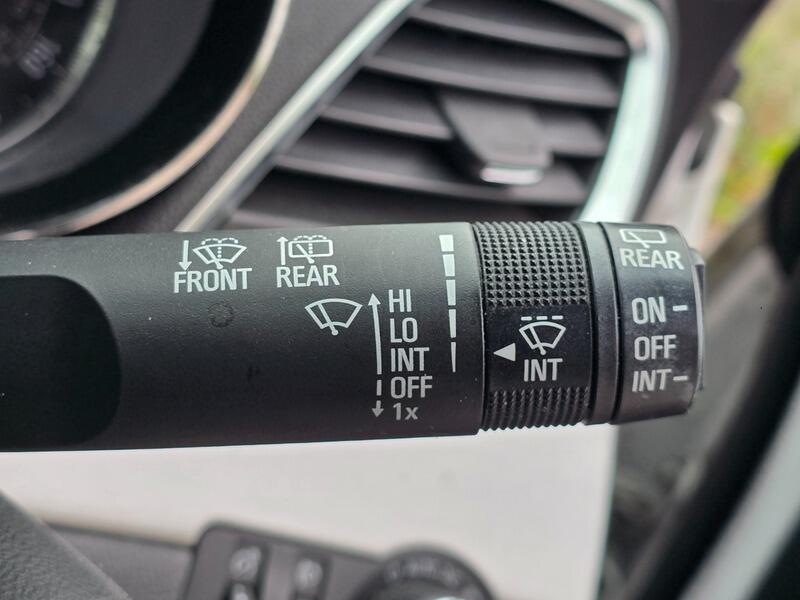 FRONT
REAR
HI
LO
INT
OFF
1x
INT
REAR
ON -
OFF
INT -